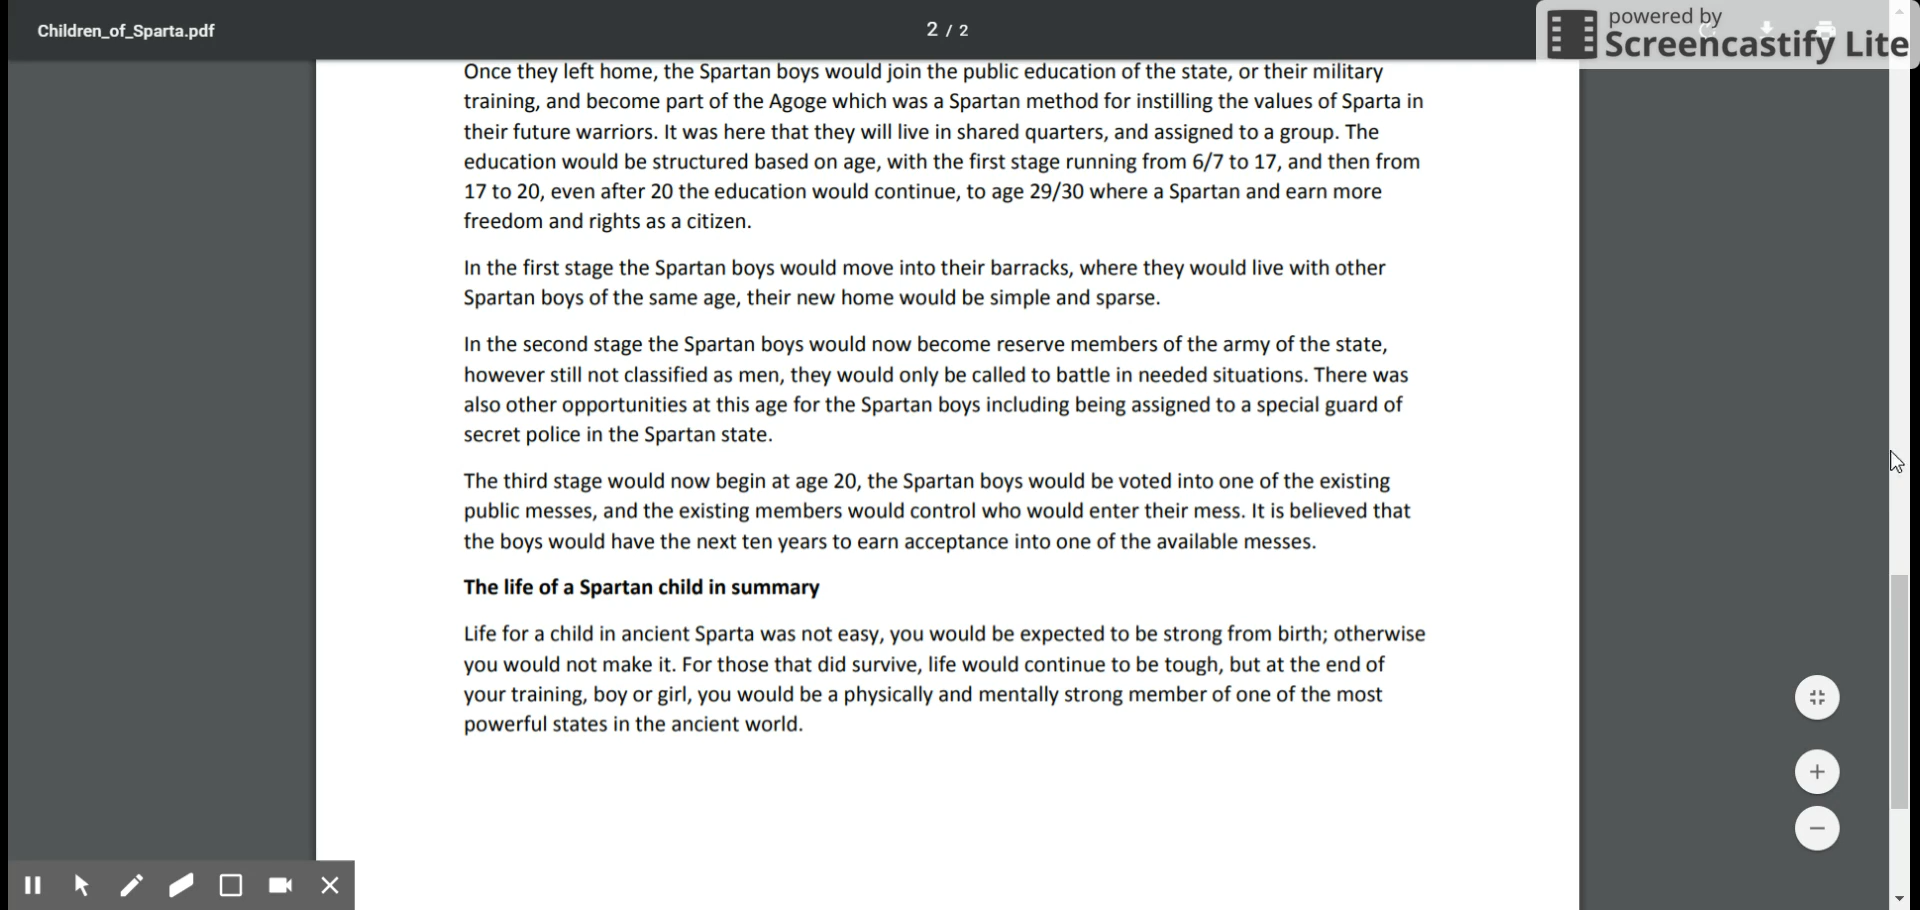 Children_of_Sparta.pdf
2 / 2
powered by
Screencastify Lite
Once they left home, the Spartan boys would join the public education of the state, or their military
training, and become part of the Agoge which was a Spartan method for instilling the values of Sparta in
their future warriors. It was here that they will live in shared quarters, and assigned to a group. The
education would be structured based on age, with the first stage running from 6/7 to 17, and then from
17 to 20, even after 20 the education would continue, to age 29/30 where a Spartan and earn more
freedom and rights as a citizen.
In the first stage the Spartan boys would move into their barracks, where they would live with other
Spartan boys of the same age, their new home would be simple and sparse.
In the second stage the Spartan boys would now become reserve members of the army of the state,
however still not classified as men, they would only be called to battle in needed situations. There was
also other opportunities at this age for the Spartan boys including being assigned to a special guard of
secret police in the Spartan state.
The third stage would now begin at age 20, the Spartan boys would be voted into one of the existing
public messes, and the existing members would control who would enter their mess. It is believed that
the boys would have the next ten years to earn acceptance into one of the available messes.
The life of a Spartan child in summary
Life for a child in ancient Sparta was not easy, you would be expected to be strong from birth; otherwise
you would not make it. For those that did survive, life would continue to be tough, but at the end of
your training, boy or girl, you would be a physically and mentally strong member of one of the most
powerful states in the ancient world.